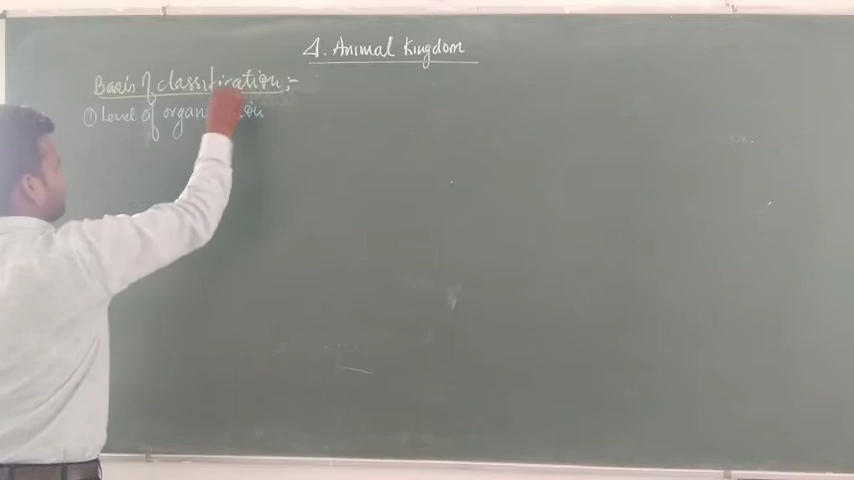 4. Animal Kingdom
Basis of classification :-
① Level of organisation